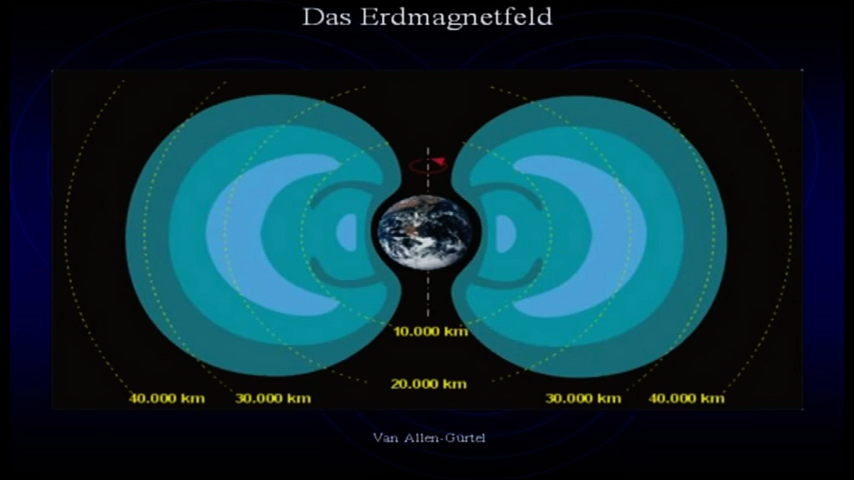 Das Erdmagnetfeld
10.000 km
20.000 km
40.000 km
30.000 km
30.000 km
40.000 km
Van Allen-Gürtel